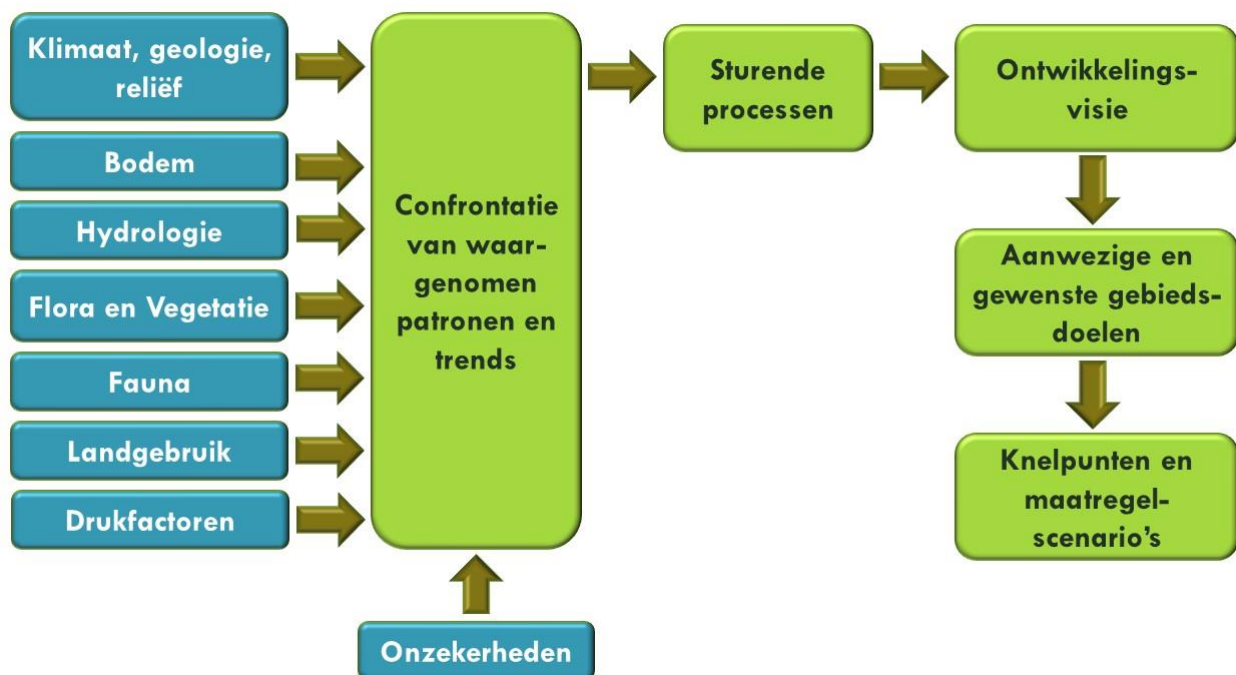 Klimaat, geologie,
reliëf
Bodem
Hydrologie
Flora en Vegetatie
Fauna
Landgebruik
Drukfactoren
Onzekerheden
Confrontatie
van waar-
genomen
patronen en
trends
Sturende
processen
Ontwikkelings-
visie
Aanwezige en
gewenste gebieds-
doelen
Knelpunten en
maatregel-
scenario's